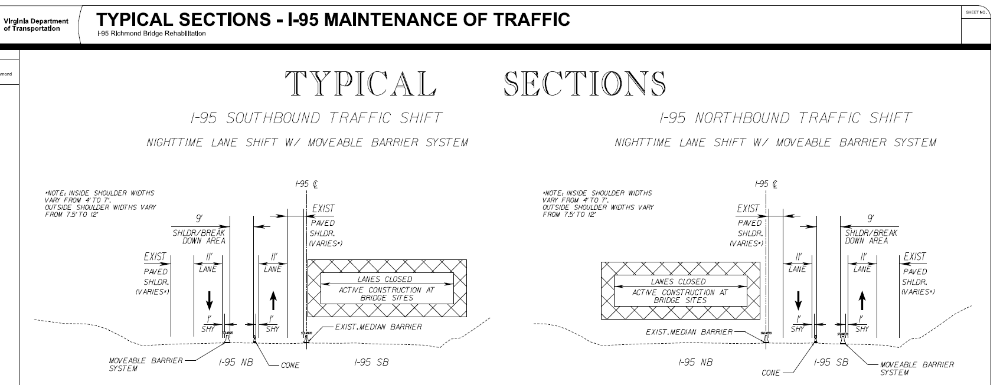 Virginia Department
of Transportation
TYPICAL SECTIONS - I-95 MAINTENANCE OF TRAFFIC
I-95 Richmond Bridge Rehabilitation
SHEET NO.
mond
TYPICAL SECTIONS
I-95 SOUTHBOUND TRAFFIC SHIFT
NIGHTTIME LANE SHIFT W/ MOVEABLE BARRIER SYSTEM
*NOTE: INSIDE SHOULDER WIDTHS
VARY FROM 4' TO 7'.
OUTSIDE SHOULDER WIDTHS VARY
FROM 7.5' TO 12'
I-95 ℄
EXIST
PAVED
SHLDR.
(VARIES*)
9'
SHLDR/BREAK
DOWN AREA
EXIST
PAVED
SHLDR.
(VARIES*)
11'
LANE
11'
LANE
LANES CLOSED
ACTIVE CONSTRUCTION AT
BRIDGE SITES
1'
SHY
1'
SHY
EXIST. MEDIAN BARRIER
MOVEABLE BARRIER
SYSTEM
I-95 NB
CONE
I-95 SB
I-95 NORTHBOUND TRAFFIC SHIFT
NIGHTTIME LANE SHIFT W/ MOVEABLE BARRIER SYSTEM
*NOTE: INSIDE SHOULDER WIDTHS
VARY FROM 4' TO 7'.
OUTSIDE SHOULDER WIDTHS VARY
FROM 7.5' TO 12'
I-95 ℄
EXIST
PAVED
SHLDR.
(VARIES*)
9'
SHLDR/BREAK
DOWN AREA
11'
LANE
11'
LANE
EXIST
PAVED
SHLDR.
(VARIES*)
LANES CLOSED
ACTIVE CONSTRUCTION AT
BRIDGE SITES
1'
SHY
1'
SHY
EXIST. MEDIAN BARRIER
I-95 NB
CONE
I-95 SB
MOVEABLE BARRIER
SYSTEM